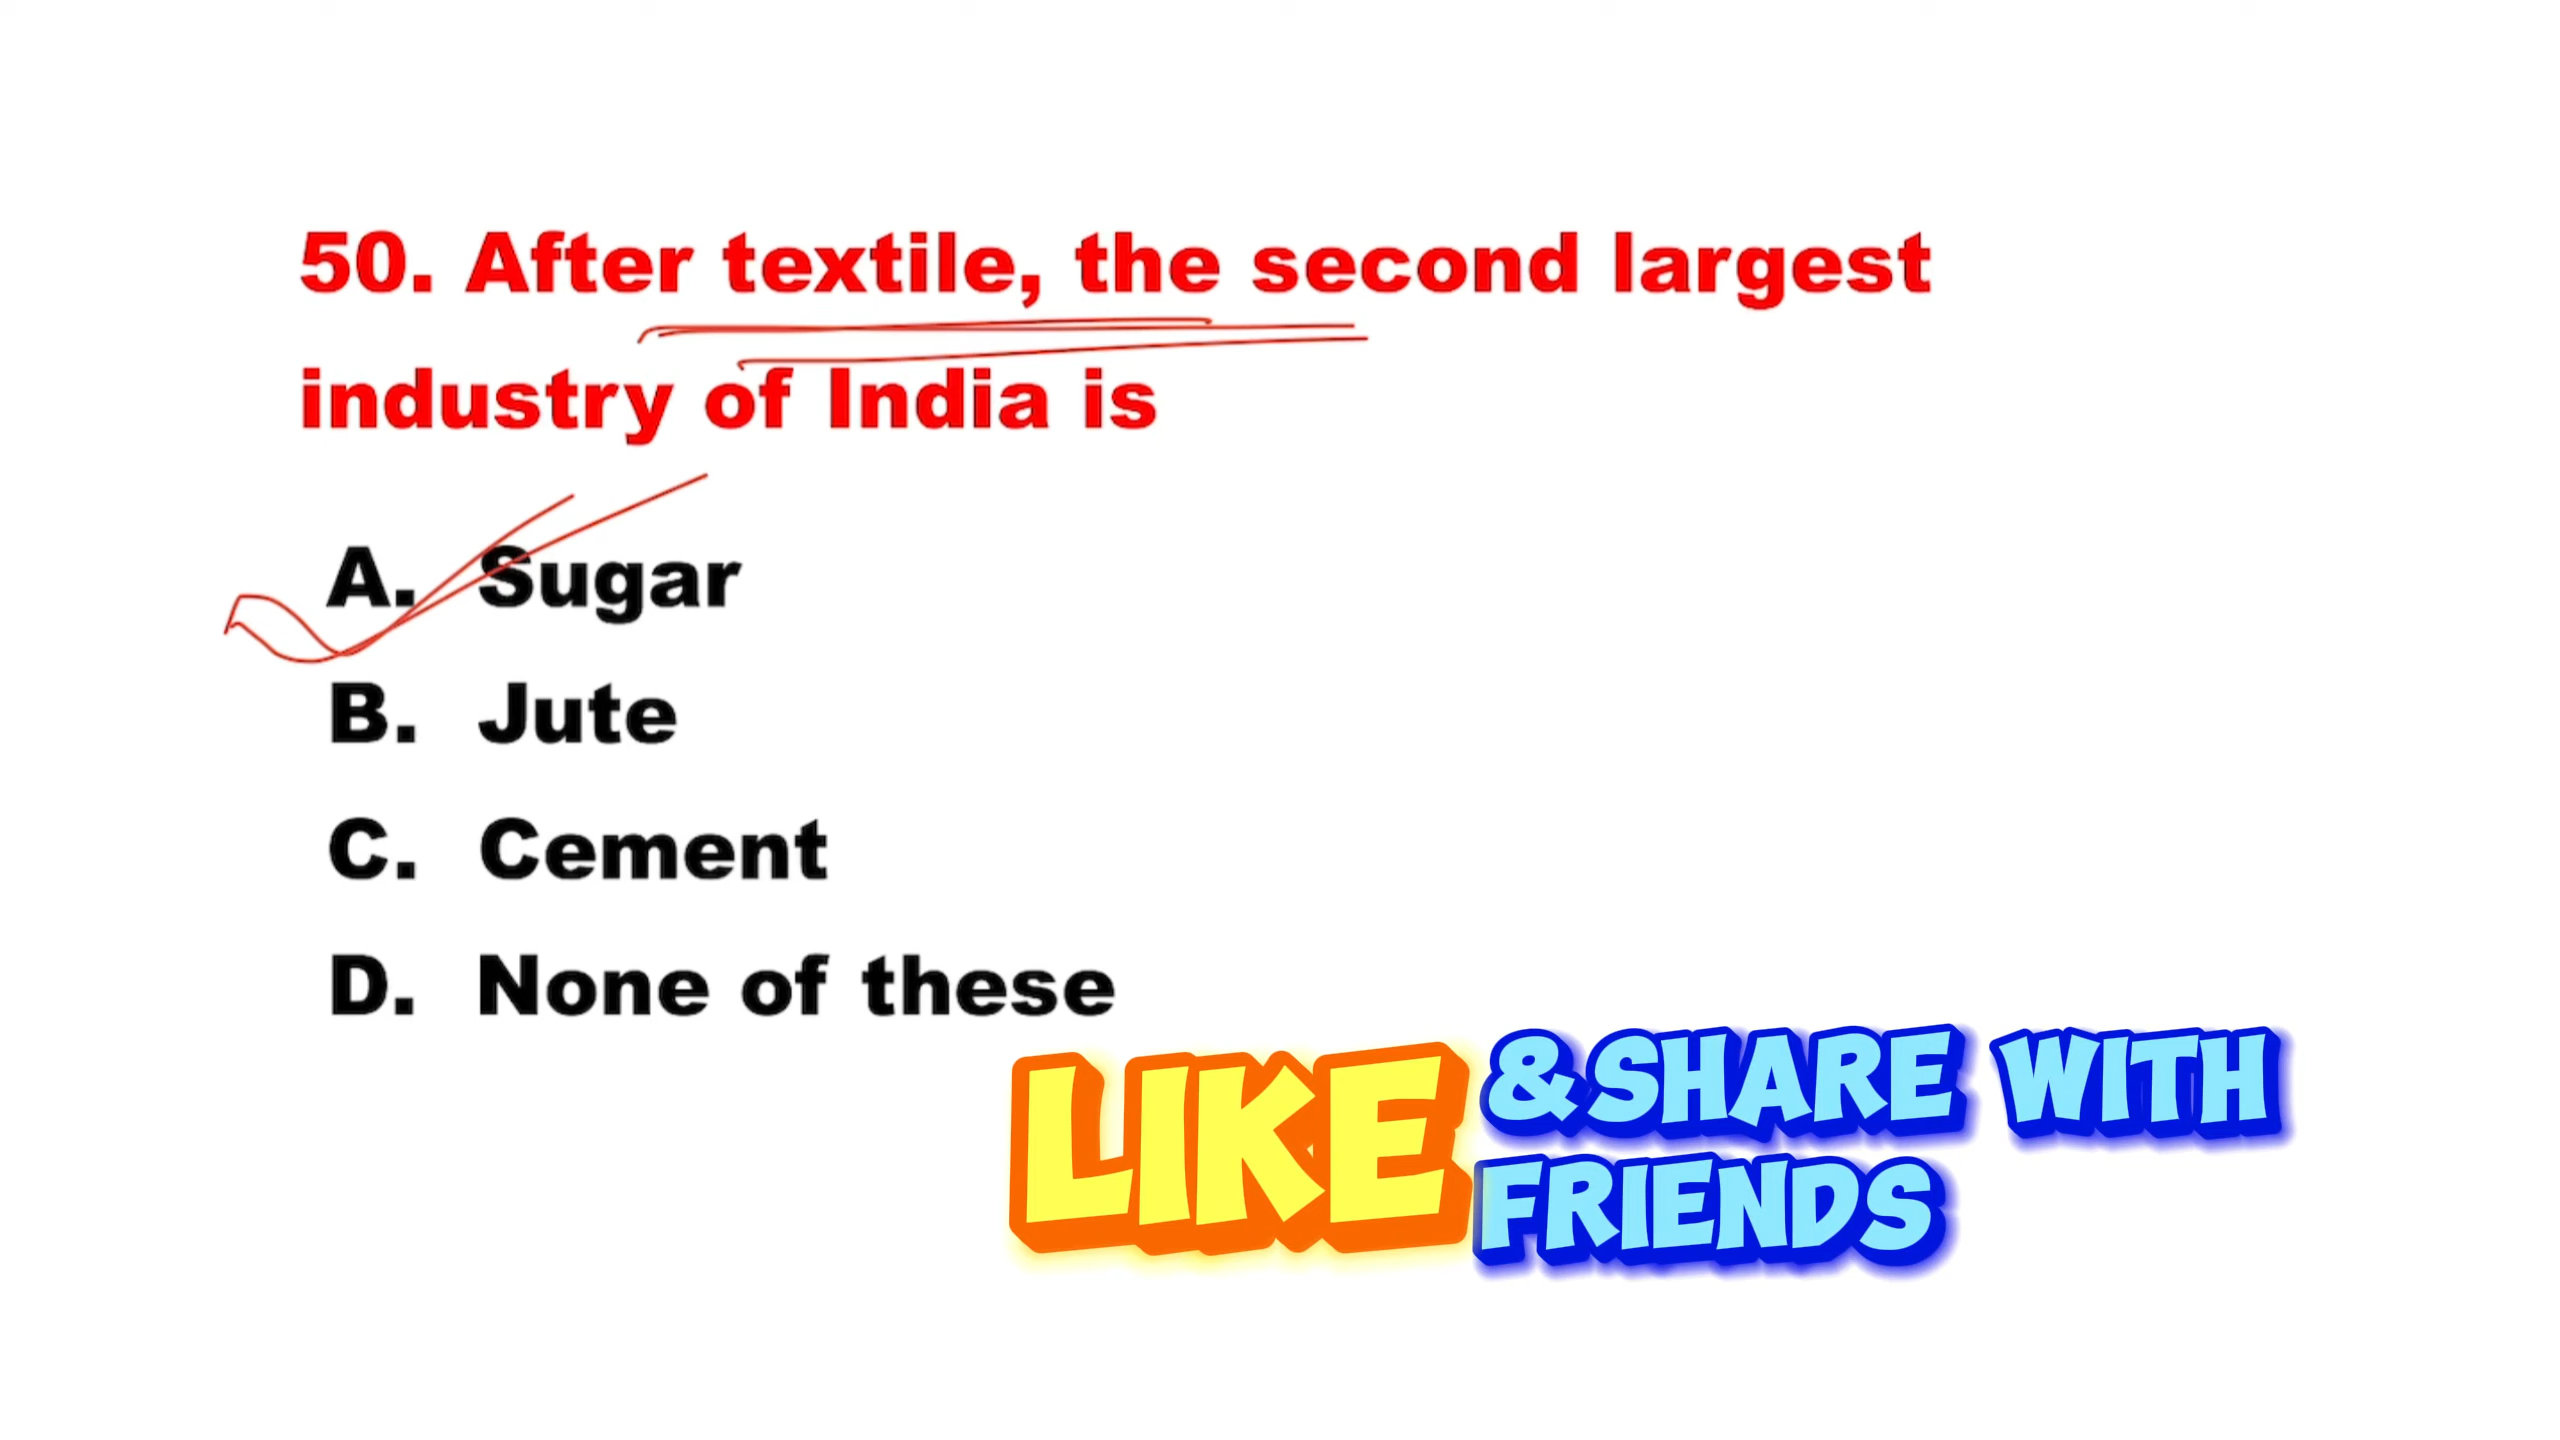 50. After textile, the second largest
industry of India is
A. Sugar
B. Jute
C. Cement
D. None of these
LIKE & SHARE WITH
FRIENDS